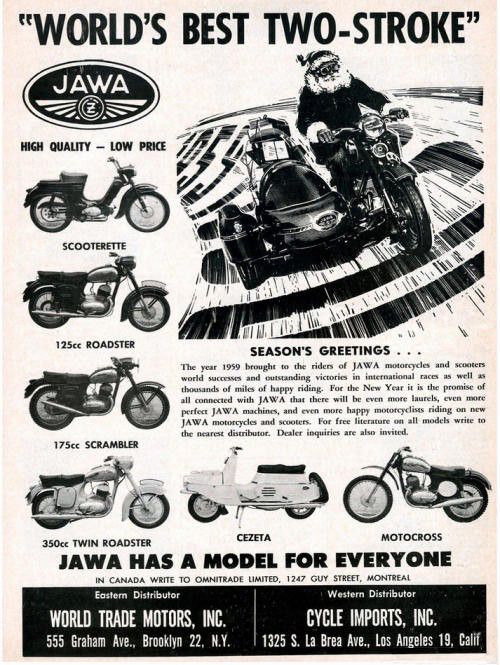 "WORLD'S BEST TWO-STROKE"
JAWA
CZ
HIGH QUALITY — LOW PRICE
SCOOTERETTE
125cc ROADSTER
175cc SCRAMBLER
350cc TWIN ROADSTER
CEZETA
MOTOCROSS
SEASON'S GREETINGS . . .
The year 1959 brought to the riders of JAWA motorcycles and scooters
world successes and outstanding victories in international races as well as
thousands of miles of happy riding. For the New Year it is the promise of
all connected with JAWA that there will be even more laurels, even more
perfect JAWA machines, and even more happy motorcyclists riding on new
JAWA motorcycles and scooters. For free literature on all models write to
the nearest distributor. Dealer inquiries are also invited.
JAWA HAS A MODEL FOR EVERYONE
IN CANADA WRITE TO OMNITRADE LIMITED, 1247 GUY STREET, MONTREAL
Eastern Distributor
WORLD TRADE MOTORS, INC.
555 Graham Ave., Brooklyn 22, N.Y.
Western Distributor
CYCLE IMPORTS, INC.
1325 S. La Brea Ave., Los Angeles 19, Calif